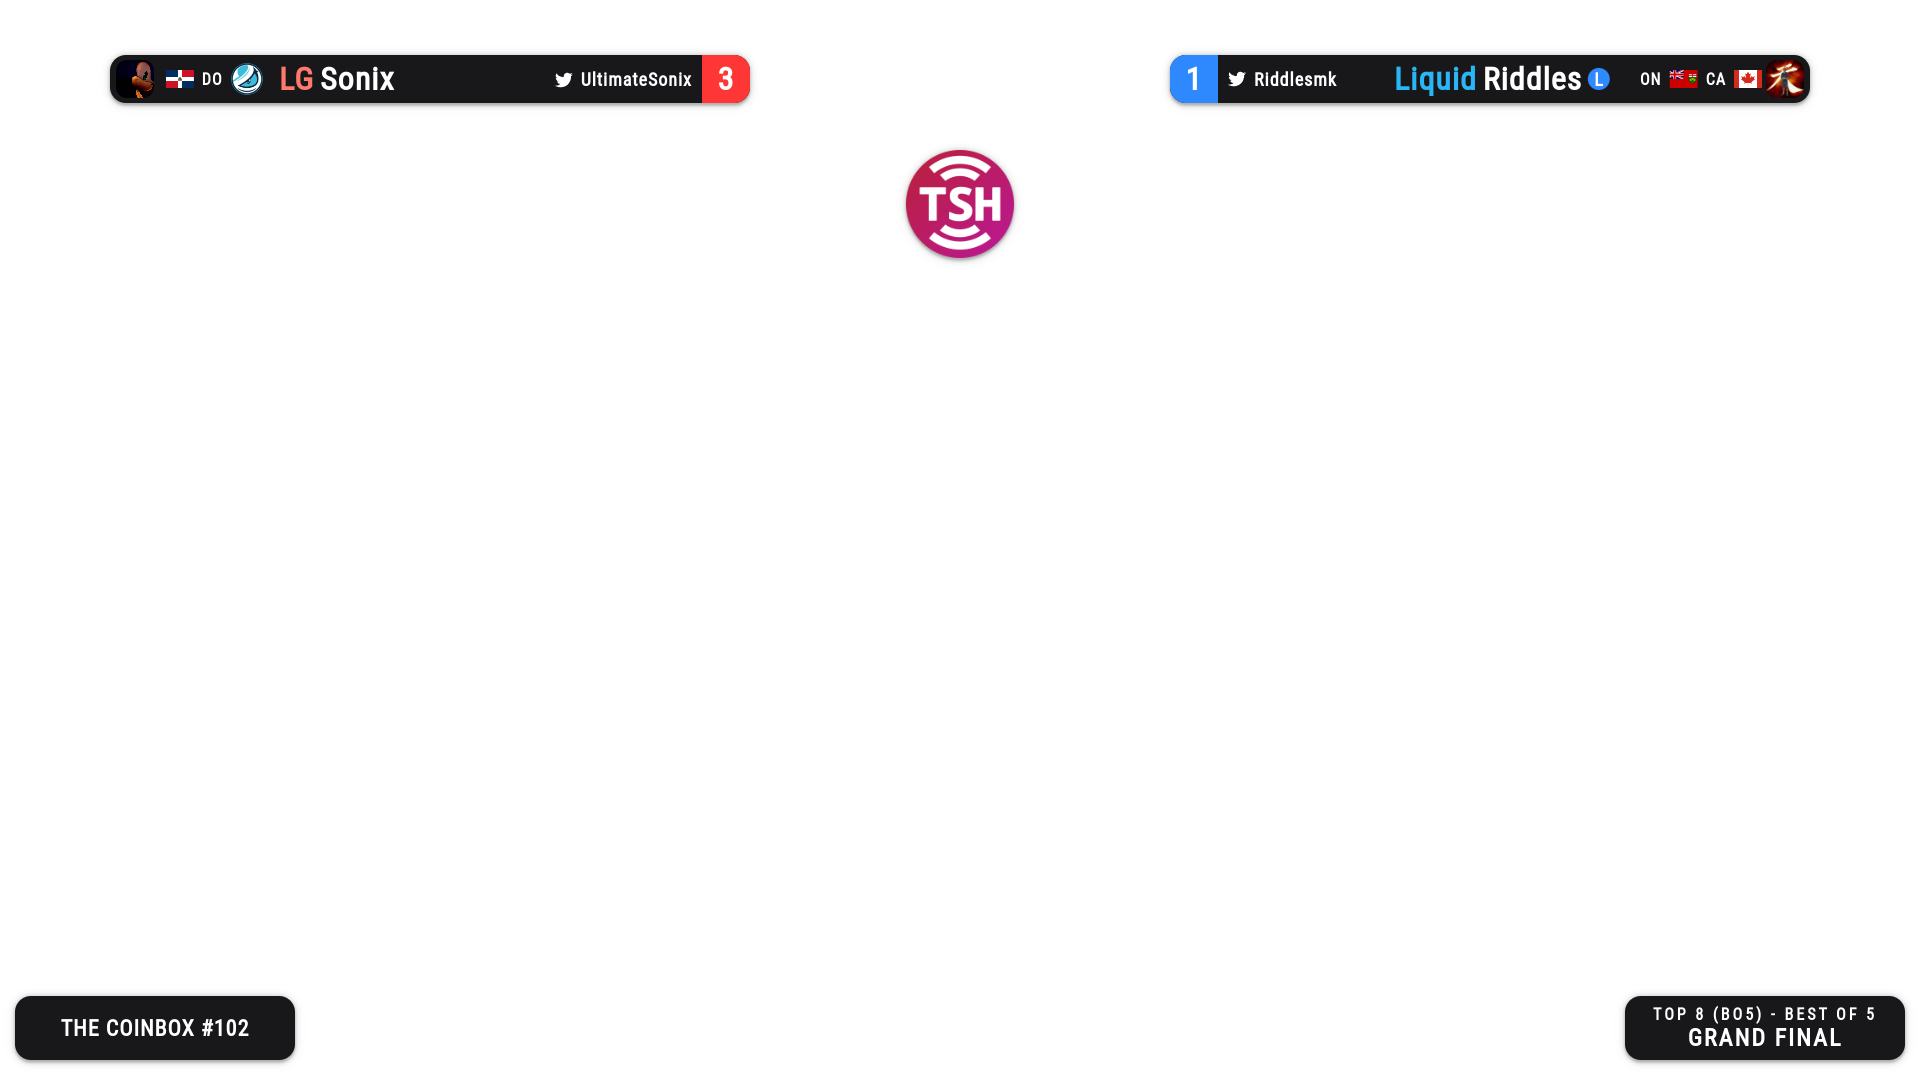 DO LG Sonix UltimateSonix 3
1 Riddlesmk Liquid Riddles L ON CA
TSH
THE COINBOX #102
TOP 8 (BO5) - BEST OF 5
GRAND FINAL